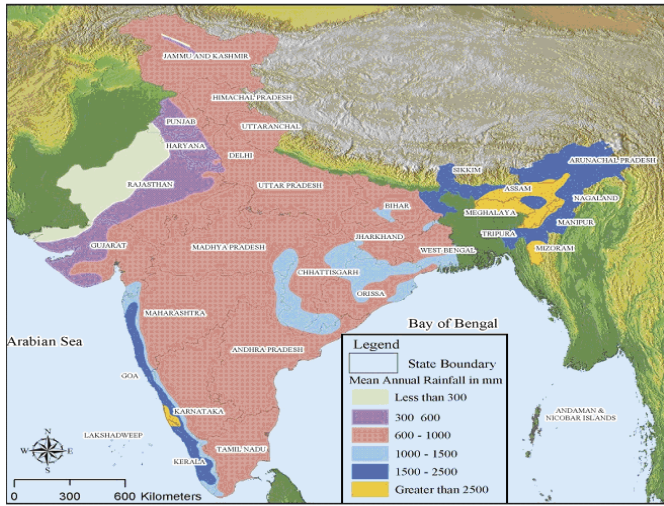 JAMMU AND KASHMIR
HIMACHAL PRADESH
PUNJAB
UTTARANCHAL
HARYANA
DELHI
ARUNACHAL PRADESH
SIKKIM
RAJASTHAN
UTTAR PRADESH
ASSAM
NAGALAND
BIHAR
MEGHALAYA
MANIPUR
TRIPURA
JHARKHAND
GUJARAT
MADHYA PRADESH
WEST BENGAL
MIZORAM
CHHATTISGARH
ORISSA
MAHARASHTRA
Bay of Bengal
Arabian Sea
ANDHRA PRADESH
GOA
KARNATAKA
LAKSHADWEEP
TAMIL NADU
KERALA
ANDAMAN &
NICOBAR ISLANDS
N
W E
S
0 300 600 Kilometers
Legend
State Boundary
Mean Annual Rainfall in mm
Less than 300
300 600
600 - 1000
1000 - 1500
1500 - 2500
Greater than 2500